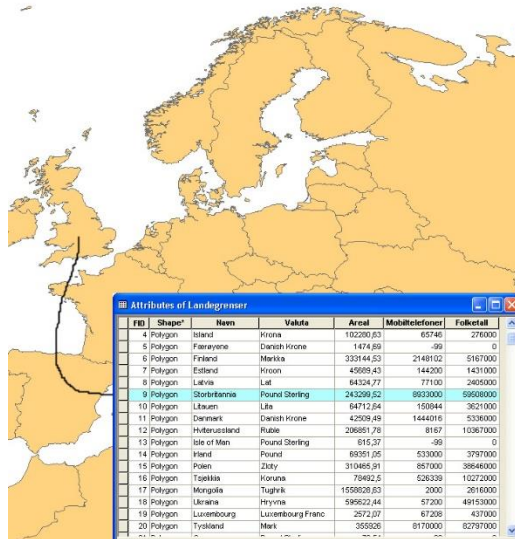 Attributes of Landegrenser
FID Shape* Navn Valuta Areal Mobiltelefoner Folketall
4 Polygon Island Krona 102260,63 65746 276000
5 Polygon Færøyene Danish Krone 1474,69 -99 0
6 Polygon Finland Markka 333144,53 2148102 5167000
7 Polygon Estland Kroon 45689,43 144200 1431000
8 Polygon Latvia Lat 64324,77 77100 2405000
9 Polygon Storbritannia Pound Sterling 243299,52 8933000 59508000
10 Polygon Litauen Lita 64712,64 150844 3621000
11 Polygon Danmark Danish Krone 42509,49 1444016 5336000
12 Polygon Hviterussland Ruble 206851,78 8167 10367000
13 Polygon Isle of Man Pound Sterling 615,37 -99 0
14 Polygon Irland Pound 69351,05 533000 3797000
15 Polygon Polen Zloty 310465,91 857000 38646000
16 Polygon Tsjekkia Koruna 78492,5 526339 10272000
17 Polygon Mongolia Tughrik 1558828,63 2000 2616000
18 Polygon Ukraina Hryvna 595622,44 57200 49153000
19 Polygon Luxembourg Luxembourg Franc 2572,07 67208 437000
20 Polygon Tyskland Mark 355926 8170000 82797000